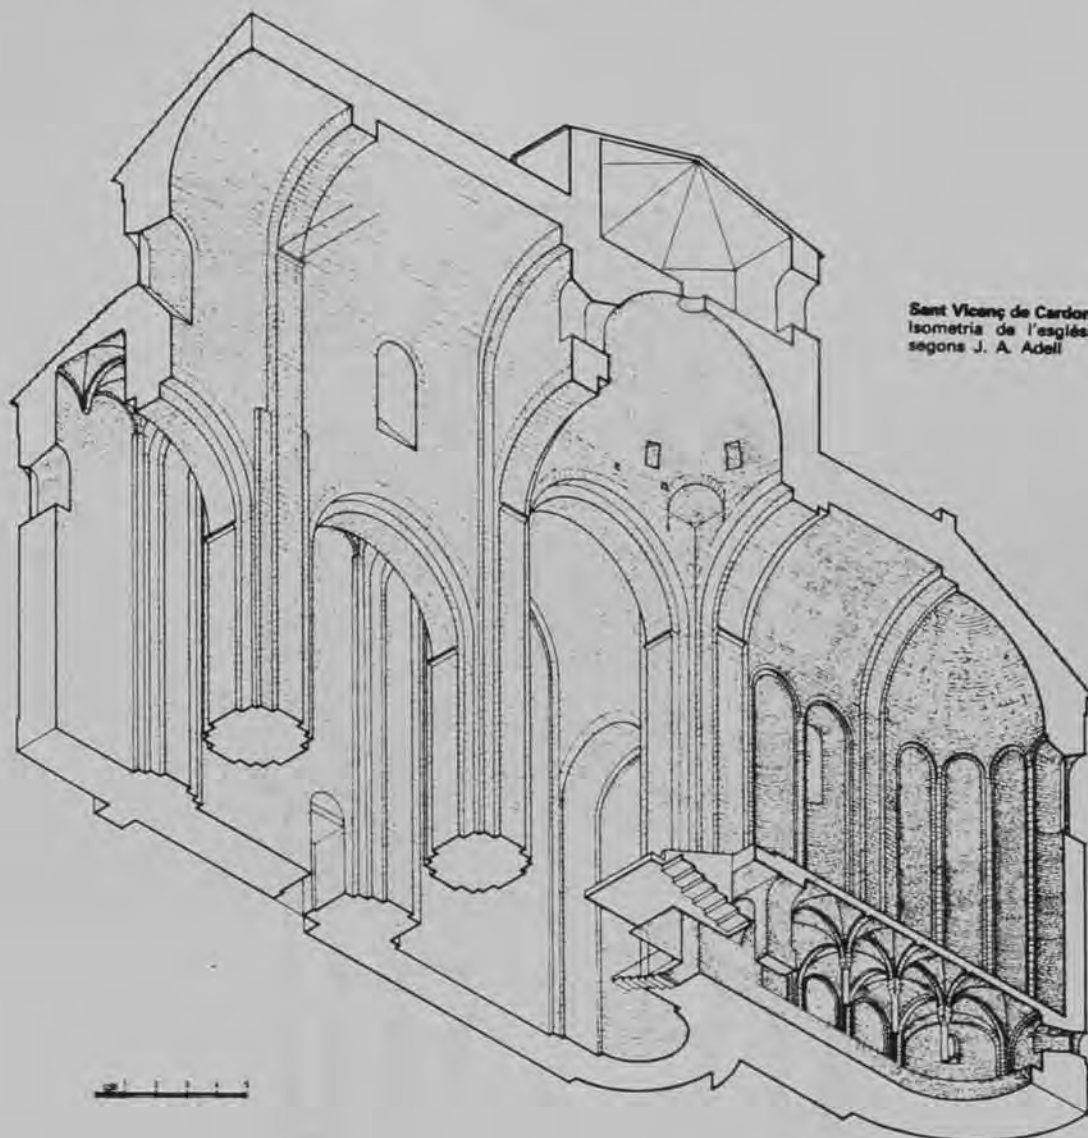 Sant Vicenç de Cardon
Isometria de l'esglés
segons J. A. Adell